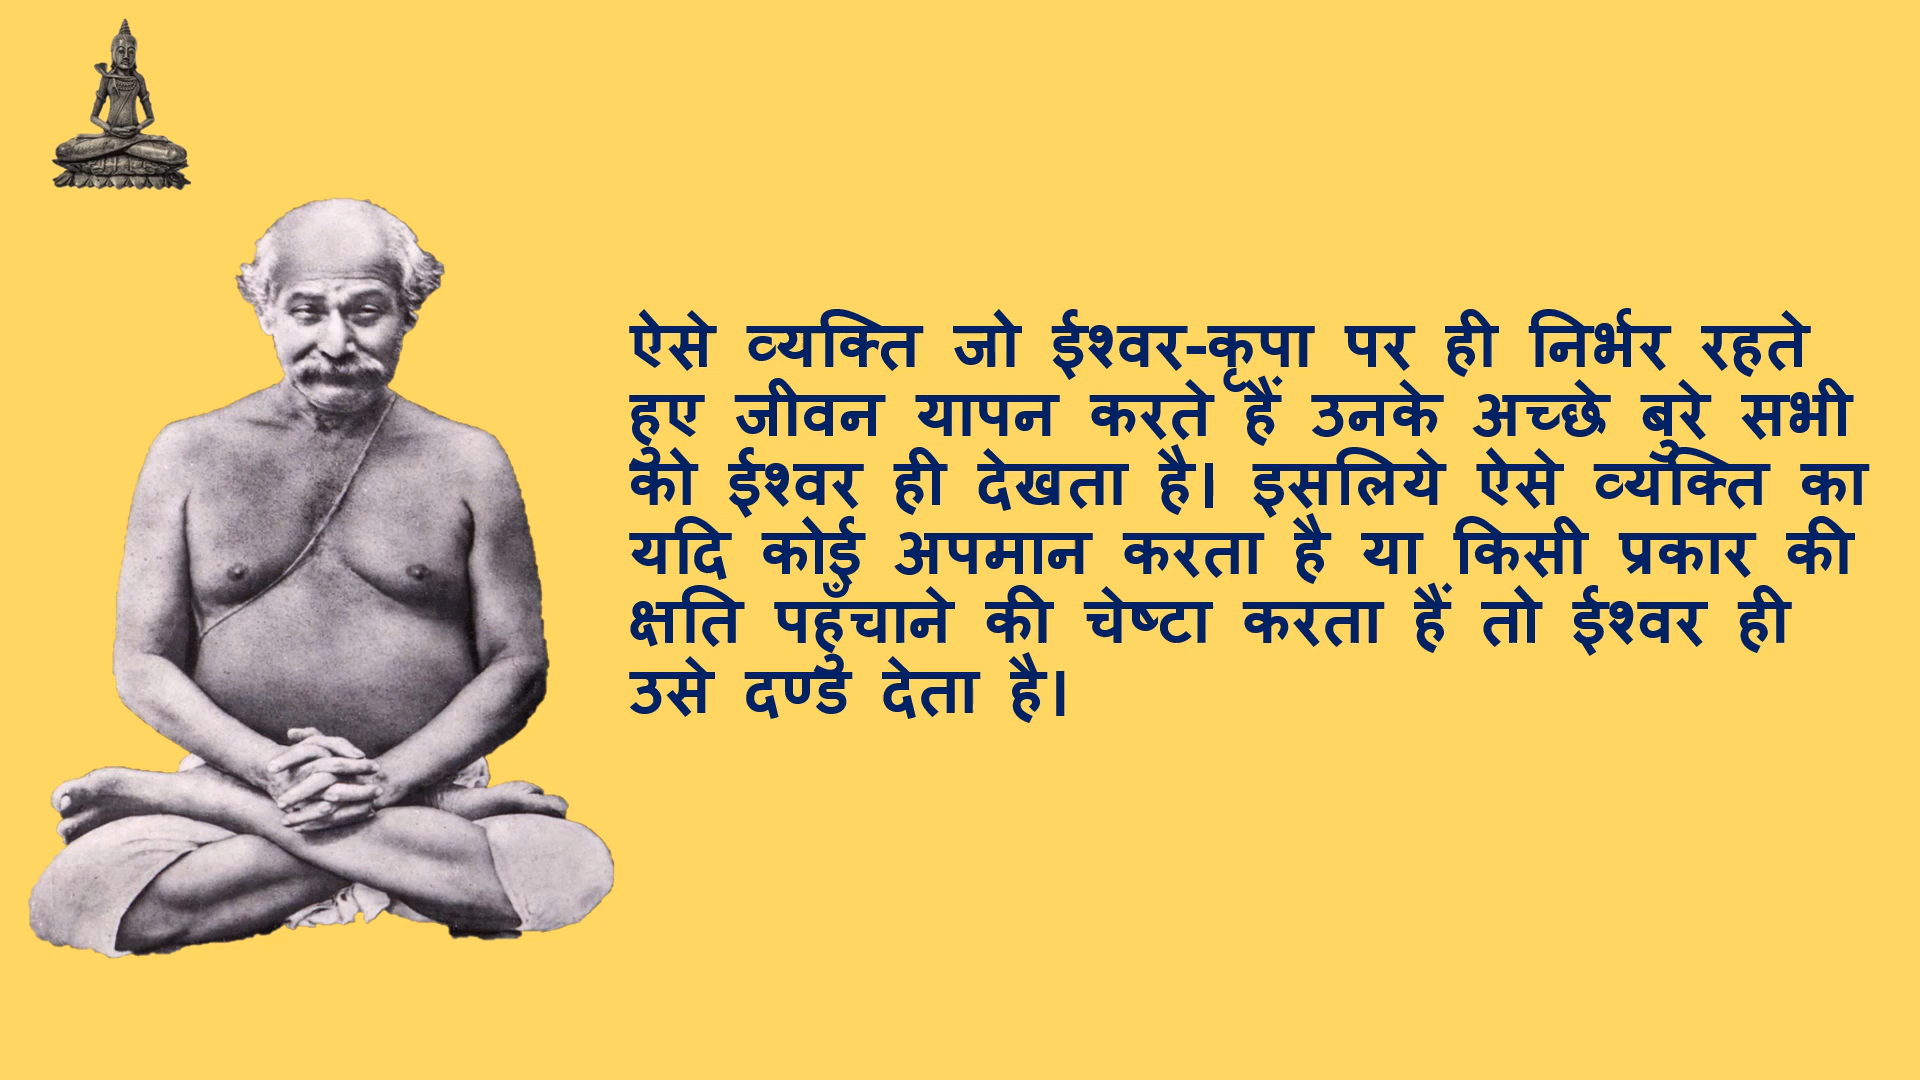 ऐसे व्यक्ति जो ईश्वर-कृपा पर ही निर्भर रहते
हुए जीवन यापन करते हैं उनके अच्छे बुरे सभी
को ईश्वर ही देखता है। इसलिये ऐसे व्यक्ति का
यदि कोई अपमान करता है या किसी प्रकार की
क्षति पहुँचाने की चेष्टा करता हैं तो ईश्वर ही
उसे दण्ड देता है।